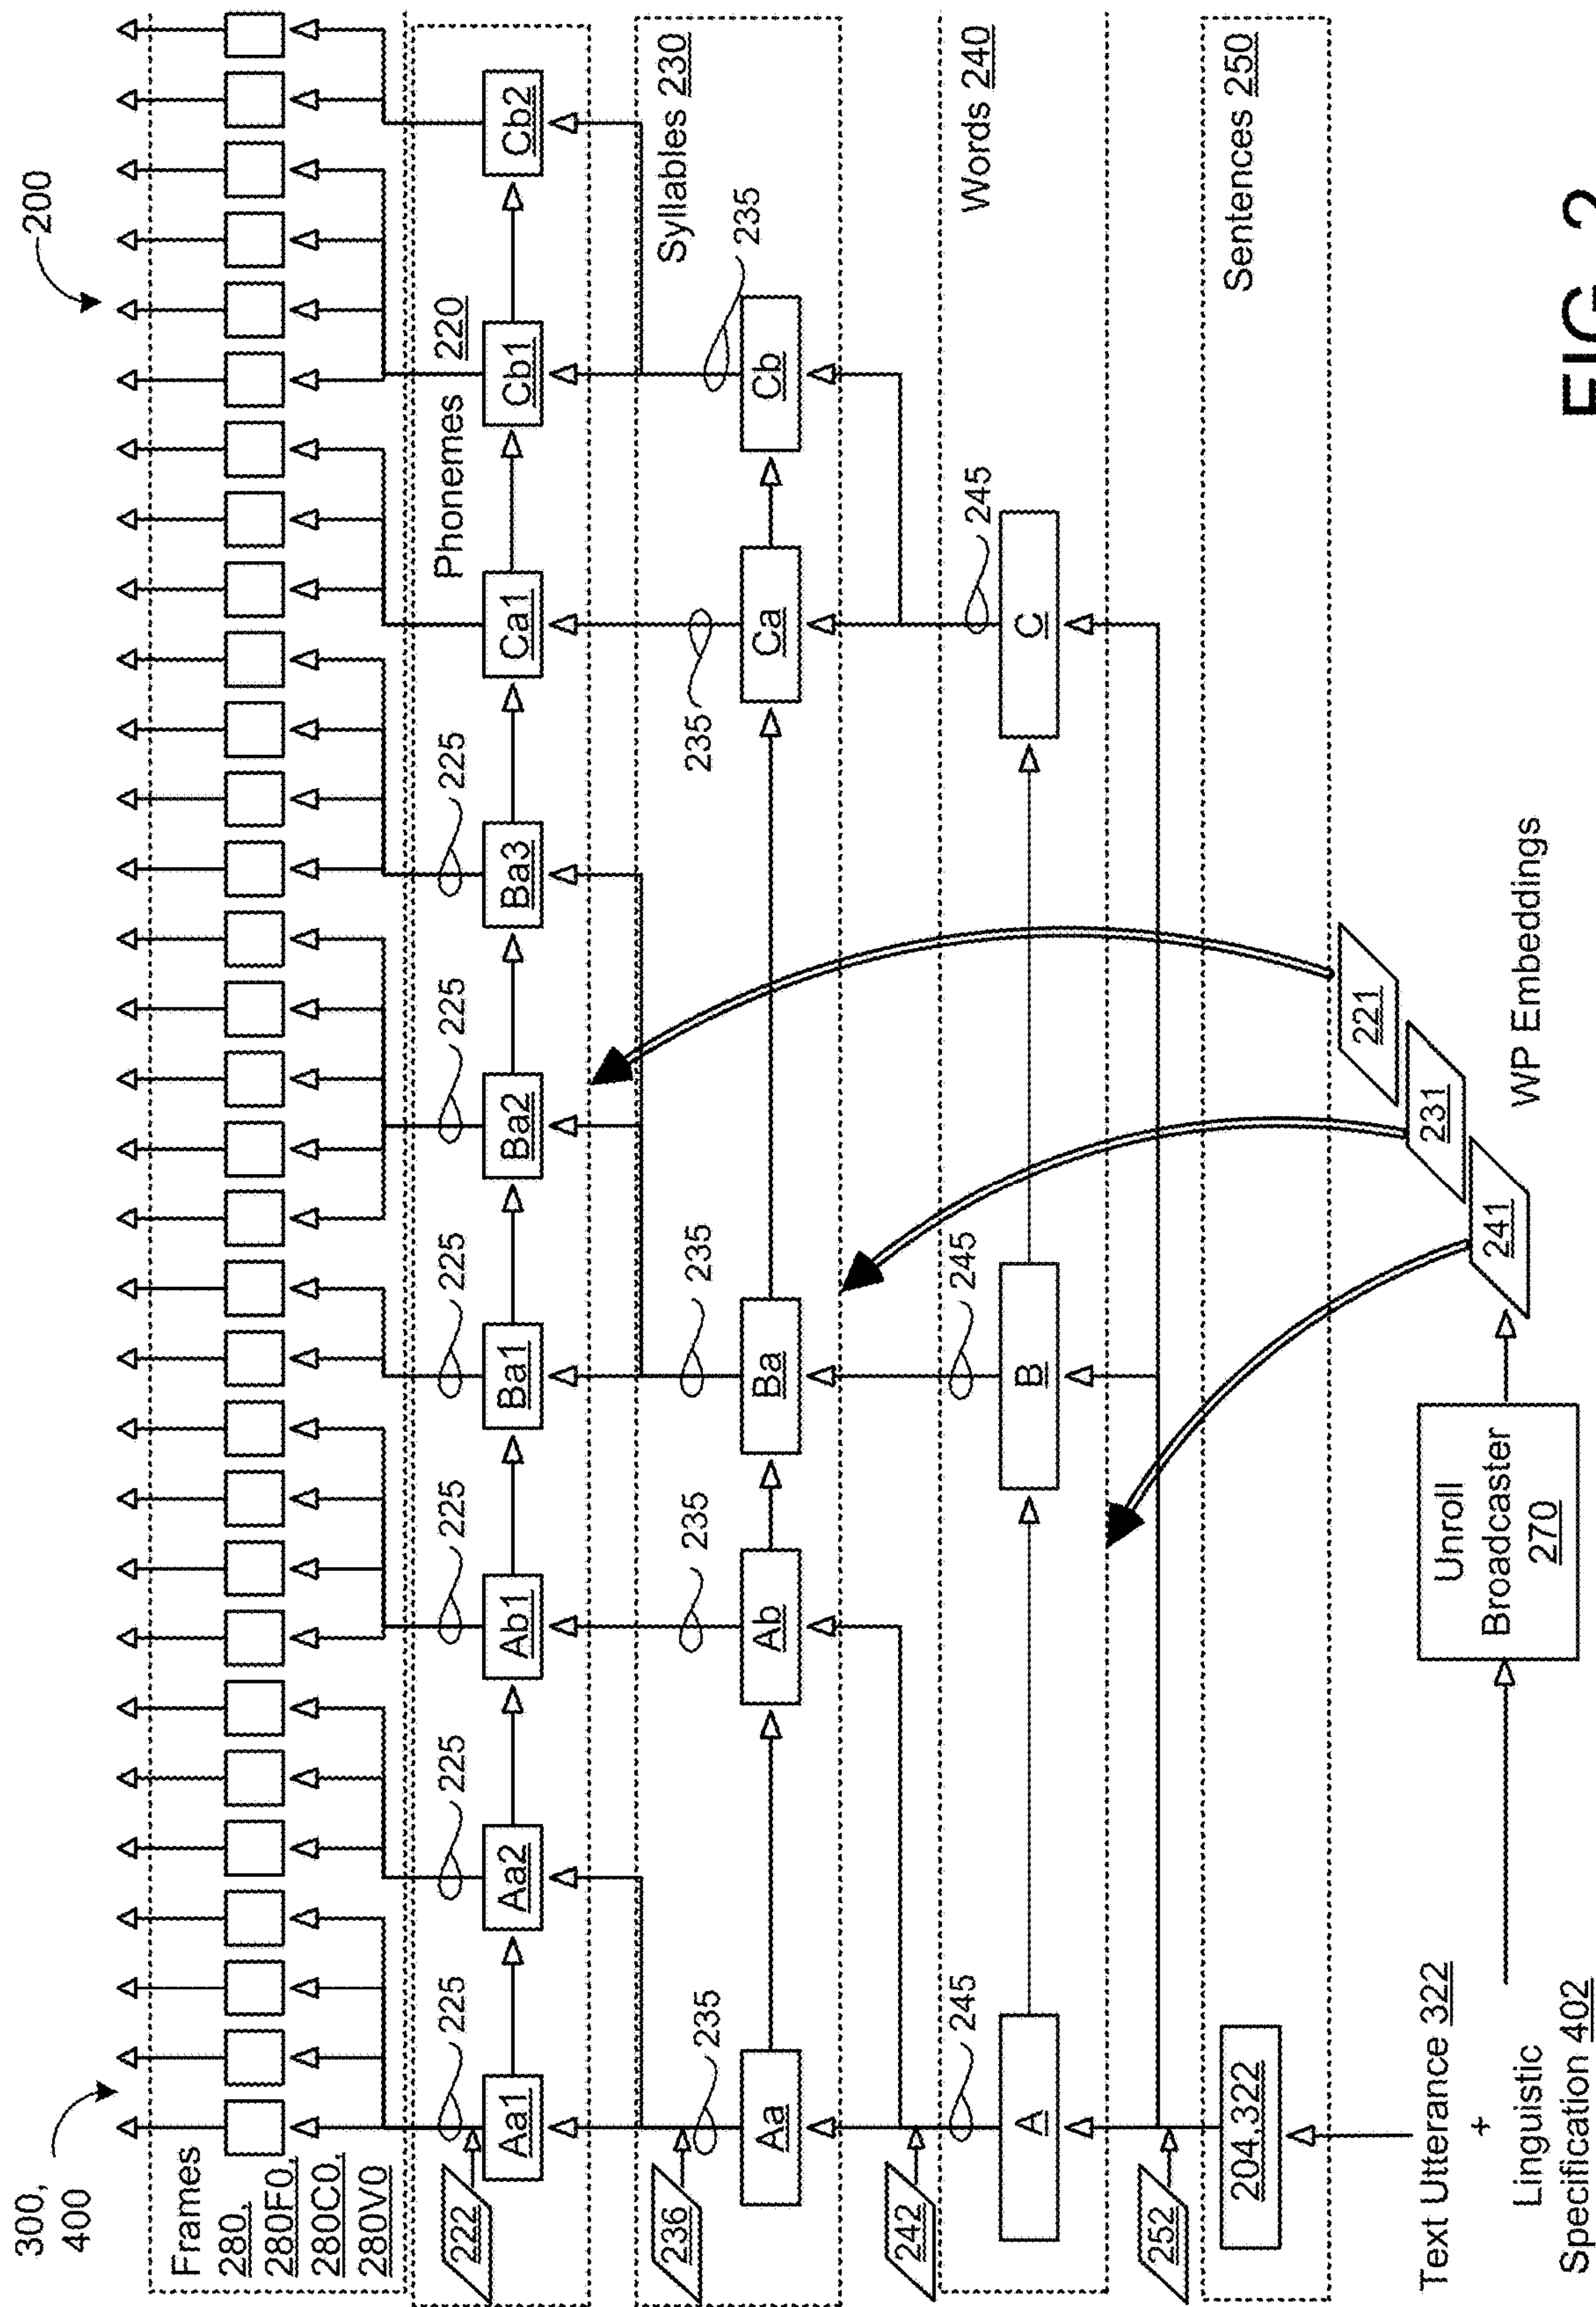 300,
400
200
Frames
280,
280F0,
280C0,
280V0
222
225
225
225
225
225
225
Phonemes 220
Aa1
Aa2
Ab1
Ba1
Ba2
Ba3
Ca1
Cb1
Cb2
236
235
235
235
235
235
Syllables 230
Aa
Ab
Ba
Ca
Cb
242
245
245
245
Words 240
A
B
C
252
204,322
Sentences 250
Text Utterance 322
+
Linguistic
Specification 402
Unroll
Broadcaster
270
241
231
221
WP Embeddings
FIG. 2